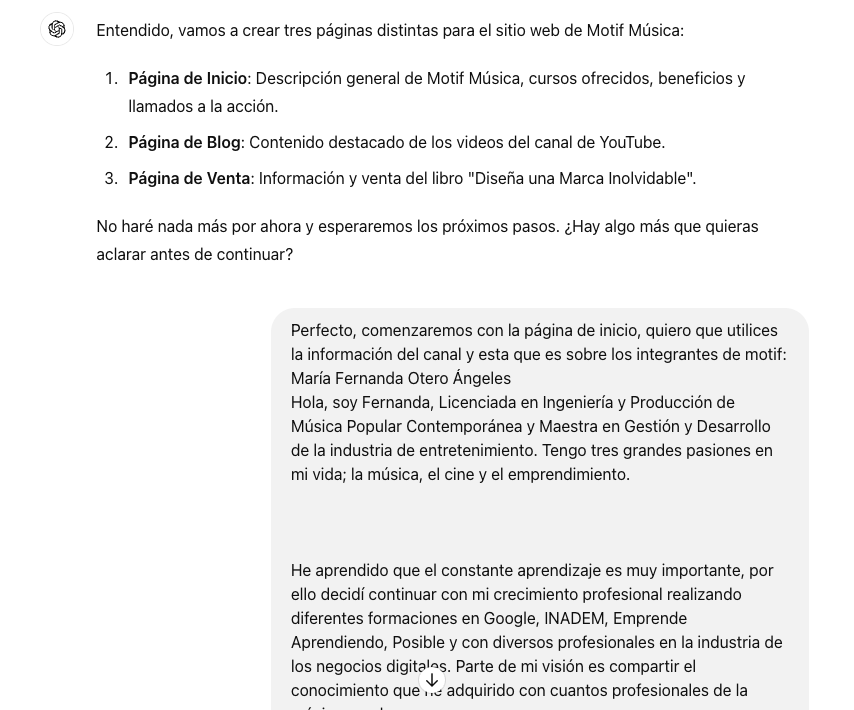 Entendido, vamos a crear tres páginas distintas para el sitio web de Motif Música:
1. Página de Inicio: Descripción general de Motif Música, cursos ofrecidos, beneficios y
llamados a la acción.
2. Página de Blog: Contenido destacado de los videos del canal de YouTube.
3. Página de Venta: Información y venta del libro "Diseña una Marca Inolvidable".
No haré nada más por ahora y esperaremos los próximos pasos. ¿Hay algo más que quieras
aclarar antes de continuar?
Perfecto, comenzaremos con la página de inicio, quiero que utilices
la información del canal y esta que es sobre los integrantes de motif:
María Fernanda Otero Ángeles
Hola, soy Fernanda, Licenciada en Ingeniería y Producción de
Música Popular Contemporánea y Maestra en Gestión y Desarrollo
de la industria de entretenimiento. Tengo tres grandes pasiones en
mi vida; la música, el cine y el emprendimiento.
He aprendido que el constante aprendizaje es muy importante, por
ello decidí continuar con mi crecimiento profesional realizando
diferentes formaciones en Google, INADEM, Emprende
Aprendiendo, Posible y con diversos profesionales en la industria de
los negocios digitales. Parte de mi visión es compartir el
conocimiento que he adquirido con cuantos profesionales de la